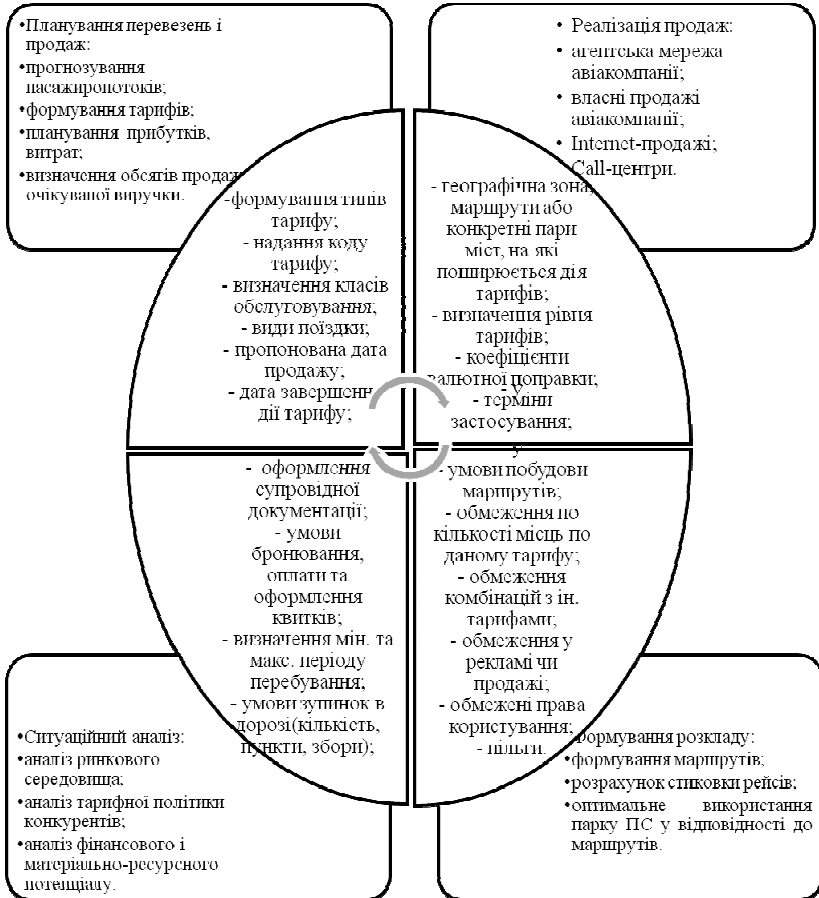 •Планування перевезень і
продаж:
•прогнозування
пасажиропотоків;
•формування тарифів;
•планування прибутків,
витрат;
•визначення обсягів продаж
очікуваної виручки.
• Реалізація продаж:
• агентська мережа
авіакомпанії;
• власні продажі
авіакомпанії;
• Internet-продажі;
Call-центри.
-формування типів
тарифу;
- надання коду
тарифу;
- визначення класів
обслуговування;
- види поїздки;
- пропонована дата
продажу;
- дата завершенн
дії тарифу;
- географічна зона,
маршрути або
конкретні пари
міст, на які
поширюється дія
тарифів;
- визначення рівня
тарифів;
- коефіцієнти
валютної поправки;
- терміни
застосування;
- оформлення
супровідної
документації;
- умови
бронювання,
оплати та
оформлення
квитків;
- визначення мін. та
макс. періоду
перебування;
- умови зупинок в
дорозі(кількість,
пункти, збори);
- умови побудови
маршрутів;
- обмеження по
кількості місць по
даному тарифу;
- обмеження
комбінацій з ін.
тарифами;
- обмеження у
рекламі чи
продажі;
- обмежені права
користування;
- пільги.
•Ситуаційний аналіз:
•аналіз ринкового
середовища;
•аналіз тарифної політики
конкурентів;
•аналіз фінансового і
матеріально-ресурсного
потенціалу.
Формування розкладу:
•формування маршрутів;
•розрахунок стиковки рейсів;
•оптимальне використання
парку ПС у відповідності до
маршрутів.